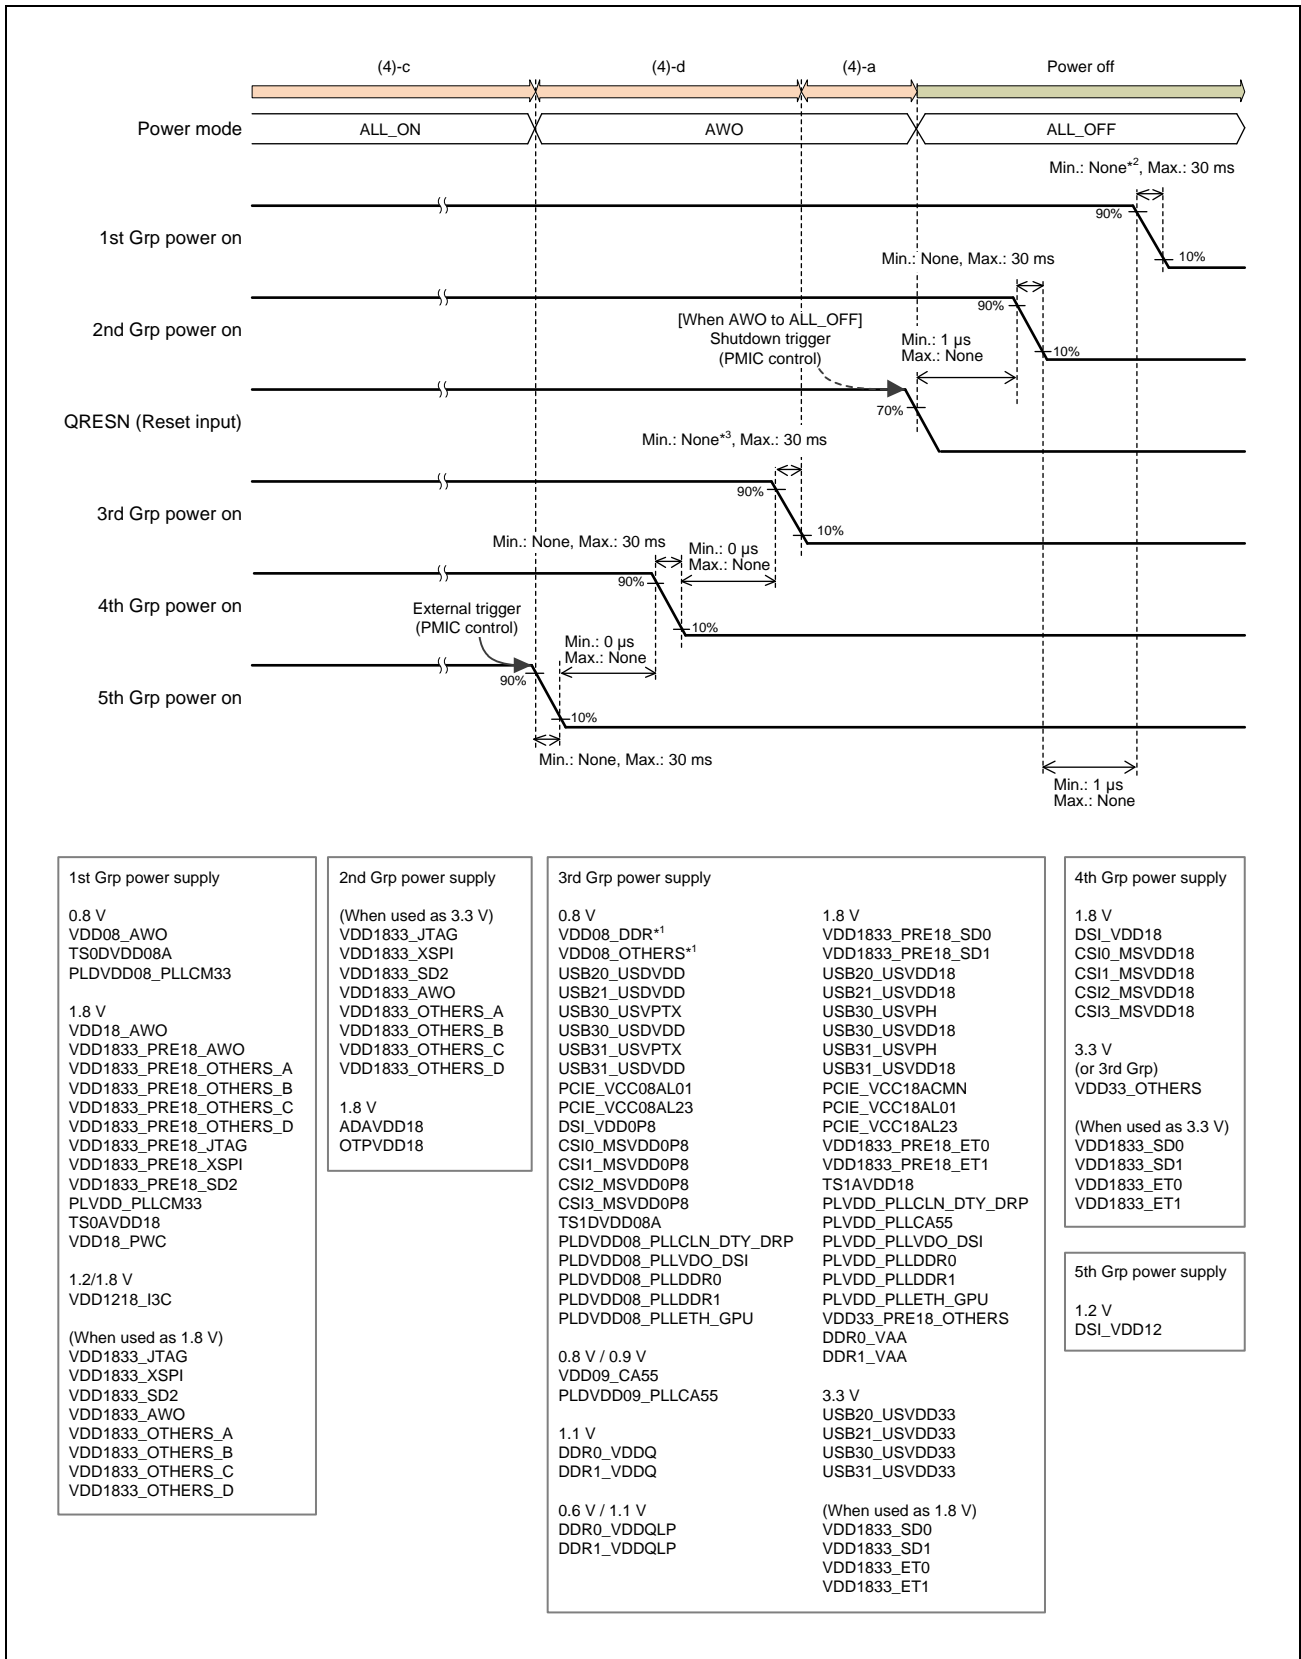 (4)-c (4)-d (4)-a Power off
Power mode ALL_ON AWO ALL_OFF
Min.: None*2, Max.: 30 ms
90%
1st Grp power on
10%
Min.: None, Max.: 30 ms
90%
[When AWO to ALL_OFF]
Shutdown trigger
(PMIC control)
2nd Grp power on
Min.: 1 µs
Max.: None
10%
70%
QRESN (Reset input)
Min.: None*3, Max.: 30 ms
90%
3rd Grp power on
10%
Min.: None, Max.: 30 ms
Min.: 0 µs
Max.: None
90%
4th Grp power on
External trigger
(PMIC control)
10%
Min.: 0 µs
Max.: None
90%
5th Grp power on
10%
Min.: None, Max.: 30 ms
Min.: 1 µs
Max.: None
1st Grp power supply
0.8 V
VDD08_AWO
TS0DVDD08A
PLDVDD08_PLLCM33
1.8 V
VDD18_AWO
VDD1833_PRE18_AWO
VDD1833_PRE18_OTHERS_A
VDD1833_PRE18_OTHERS_B
VDD1833_PRE18_OTHERS_C
VDD1833_PRE18_OTHERS_D
VDD1833_PRE18_JTAG
VDD1833_PRE18_XSPI
VDD1833_PRE18_SD2
PLVDD_PLLCM33
TS0AVDD18
VDD18_PWC
1.2/1.8 V
VDD1218_I3C
(When used as 1.8 V)
VDD1833_JTAG
VDD1833_XSPI
VDD1833_SD2
VDD1833_AWO
VDD1833_OTHERS_A
VDD1833_OTHERS_B
VDD1833_OTHERS_C
VDD1833_OTHERS_D
2nd Grp power supply
(When used as 3.3 V)
VDD1833_JTAG
VDD1833_XSPI
VDD1833_SD2
VDD1833_AWO
VDD1833_OTHERS_A
VDD1833_OTHERS_B
VDD1833_OTHERS_C
VDD1833_OTHERS_D
1.8 V
ADAVDD18
OTPVDD18
3rd Grp power supply
0.8 V
VDD08_DDR*1
VDD08_OTHERS*1
USB20_USDVDD
USB21_USDVDD
USB30_USVPTX
USB30_USDVDD
USB31_USVPTX
USB31_USDVDD
PCIE_VCC08AL01
PCIE_VCC08AL23
DSI_VDD0P8
CSI0_MSVDD0P8
CSI1_MSVDD0P8
CSI2_MSVDD0P8
CSI3_MSVDD0P8
TS1DVDD08A
PLDVDD08_PLLCLN_DTY_DRP
PLDVDD08_PLLVDO_DSI
PLDVDD08_PLLDDR0
PLDVDD08_PLLDDR1
PLDVDD08_PLLETH_GPU
0.8 V / 0.9 V
VDD09_CA55
PLDVDD09_PLLCA55
1.1 V
DDR0_VDDQ
DDR1_VDDQ
0.6 V / 1.1 V
DDR0_VDDQLP
DDR1_VDDQLP
1.8 V
VDD1833_PRE18_SD0
VDD1833_PRE18_SD1
USB20_USVDD18
USB21_USVDD18
USB30_USVPH
USB30_USVDD18
USB31_USVPH
USB31_USVDD18
PCIE_VCC18ACMN
PCIE_VCC18AL01
PCIE_VCC18AL23
VDD1833_PRE18_ET0
VDD1833_PRE18_ET1
TS1AVDD18
PLVDD_PLLCLN_DTY_DRP
PLVDD_PLLCA55
PLVDD_PLLVDO_DSI
PLVDD_PLLDDR0
PLVDD_PLLDDR1
PLVDD_PLLETH_GPU
VDD33_PRE18_OTHERS
DDR0_VAA
DDR1_VAA
3.3 V
USB20_USVDD33
USB21_USVDD33
USB30_USVDD33
USB31_USVDD33
(When used as 1.8 V)
VDD1833_SD0
VDD1833_SD1
VDD1833_ET0
VDD1833_ET1
4th Grp power supply
1.8 V
DSI_VDD18
CSI0_MSVDD18
CSI1_MSVDD18
CSI2_MSVDD18
CSI3_MSVDD18
3.3 V
(or 3rd Grp)
VDD33_OTHERS
(When used as 3.3 V)
VDD1833_SD0
VDD1833_SD1
VDD1833_ET0
VDD1833_ET1
5th Grp power supply
1.2 V
DSI_VDD12